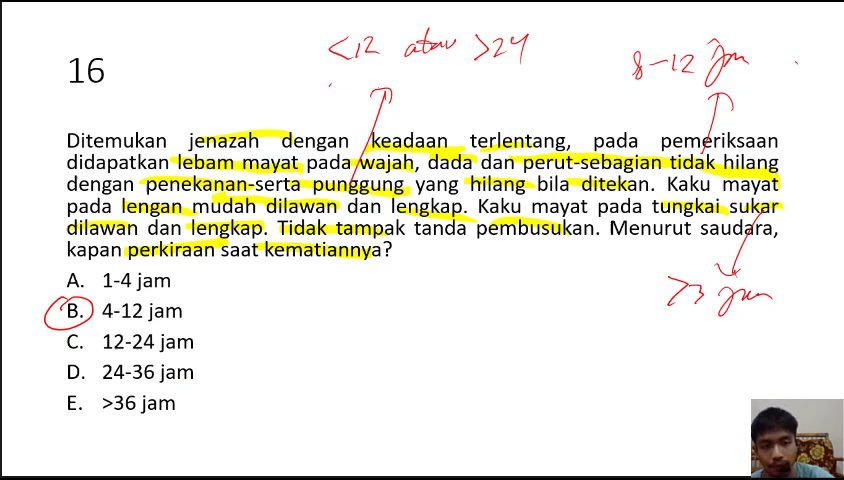 <12 atau >24
8-12 jam
16
Ditemukan jenazah dengan keadaan terlentang, pada pemeriksaan
didapatkan lebam mayat pada wajah, dada dan perut-sebagian tidak hilang
dengan penekanan-serta punggung yang hilang bila ditekan. Kaku mayat
pada lengan mudah dilawan dan lengkap. Kaku mayat pada tungkai sukar
dilawan dan lengkap. Tidak tampak tanda pembusukan. Menurut saudara,
kapan perkiraan saat kematiannya?
A. 1-4 jam
B. 4-12 jam
C. 12-24 jam
D. 24-36 jam
E. >36 jam
>3 jam